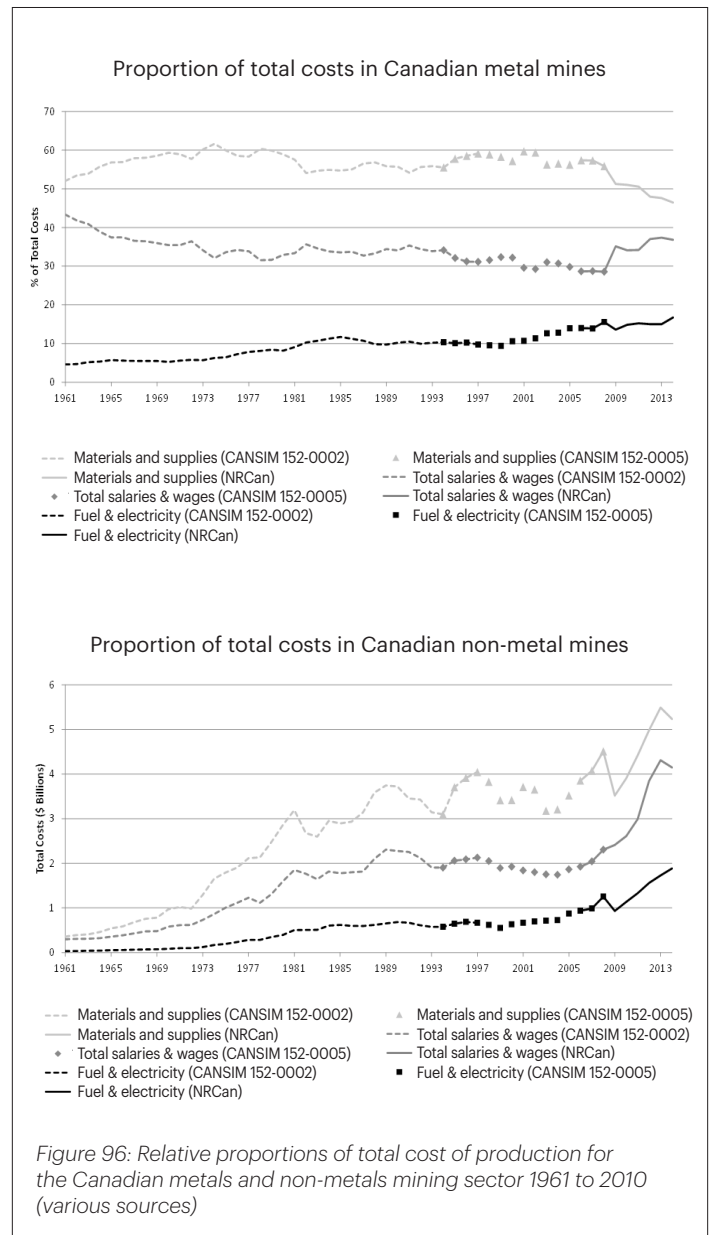 Proportion of total costs in Canadian metal mines
70
60
50
40
30
20
10
0
% of Total Costs
1961 1965 1969 1973 1977 1981 1985 1989 1993 1997 2001 2005 2009 2013
Materials and supplies (CANSIM 152-0002)
Materials and supplies (CANSIM 152-0005)
Materials and supplies (NRCan)
Total salaries & wages (CANSIM 152-0002)
Total salaries & wages (CANSIM 152-0005)
Total salaries & wages (NRCan)
Fuel & electricity (CANSIM 152-0002)
Fuel & electricity (CANSIM 152-0005)
Fuel & electricity (NRCan)
Proportion of total costs in Canadian non-metal mines
6
5
4
3
2
1
0
Total Costs ($ Billions)
1961 1965 1969 1973 1977 1981 1985 1989 1993 1997 2001 2005 2009 2013
Materials and supplies (CANSIM 152-0002)
Materials and supplies (CANSIM 152-0005)
Materials and supplies (NRCan)
Total salaries & wages (CANSIM 152-0002)
Total salaries & wages (CANSIM 152-0005)
Total salaries & wages (NRCan)
Fuel & electricity (CANSIM 152-0002)
Fuel & electricity (CANSIM 152-0005)
Fuel & electricity (NRCan)
Figure 96: Relative proportions of total cost of production for
the Canadian metals and non-metals mining sector 1961 to 2010
(various sources)